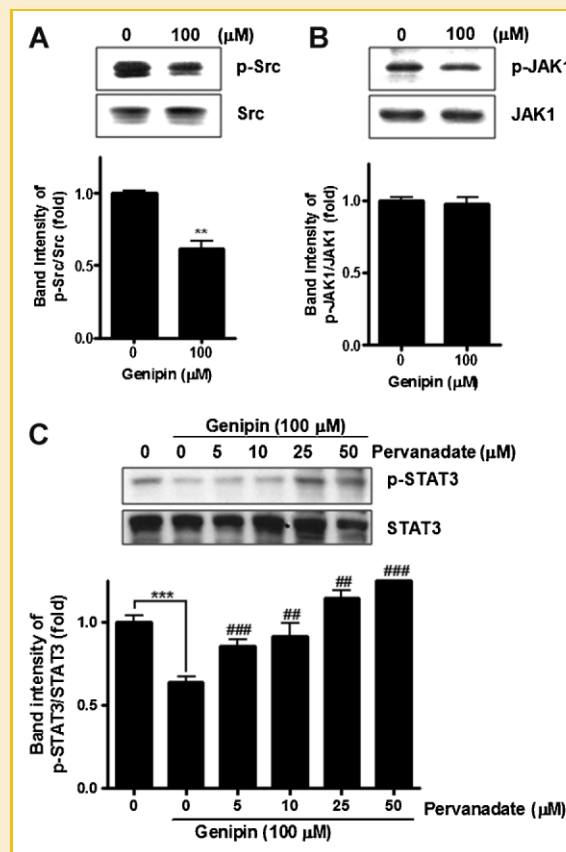 A
0 100 (μM)
p-Src
Src
Band Intensity of
p-Src/Src (fold)
1.0
0.5
0.0
**
0 100
Genipin (μM)
B
0 100 (μM)
p-JAK1
JAK1
Band Intensity of
p-JAK1/JAK1 (fold)
1.0
0.5
0.0
0 100
Genipin (μM)
C
Genipin (100 μM)
0 0 5 10 25 50 Pervanadate (μM)
p-STAT3
STAT3
Band intensity of
p-STAT3/STAT3 (fold)
1.0
0.5
0.0
*** ### ## ## ###
0 0 5 10 25 50 Pervanadate (μM)
Genipin (100 μM)